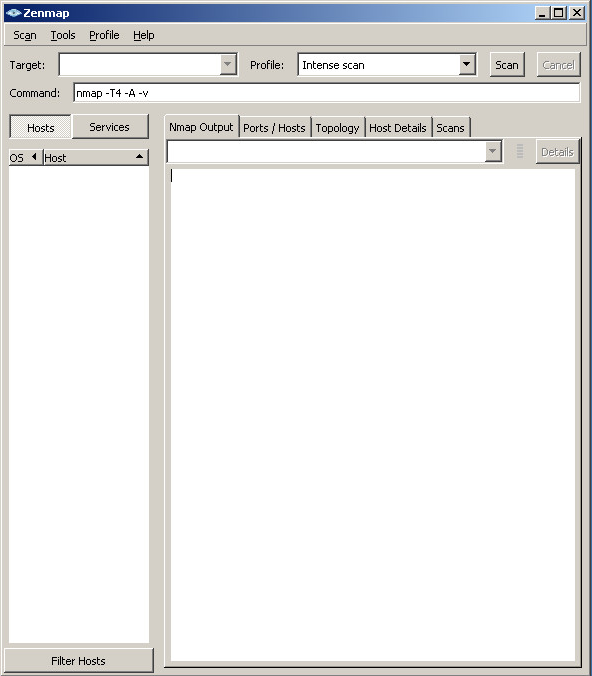 Zenmap
Scan Tools Profile Help
Target: Profile: Intense scan Scan Cancel
Command: nmap -T4 -A -v
Hosts Services
Nmap Output Ports / Hosts Topology Host Details Scans
Details
OS Host
Filter Hosts